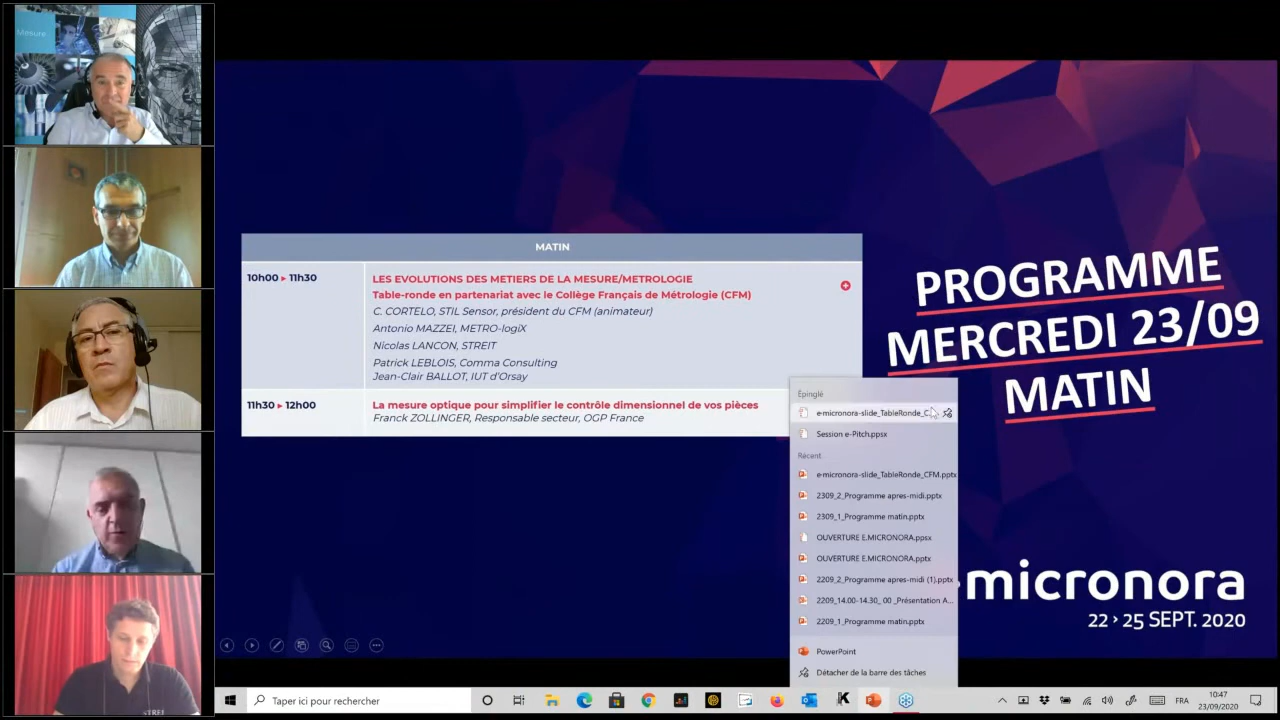 Mesure
MATIN
10h00 ▸ 11h30
LES EVOLUTIONS DES METIERS DE LA MESURE/METROLOGIE
Table-ronde en partenariat avec le Collège Français de Métrologie (CFM)
C. CORTELO, STIL Sensor, président du CFM (animateur)
Antonio MAZZEI, METRO-logiX
Nicolas LANCON, STREIT
Patrick LEBLOIS, Comma Consulting
Jean-Clair BALLOT, IUT d'Orsay
11h30 ▸ 12h00
La mesure optique pour simplifier le contrôle dimensionnel de vos pièces
Franck ZOLLINGER, Responsable secteur, OGP France
PROGRAMME
MERCREDI 23/09
MATIN
Épinglé
e-micronora-slide_TableRonde_C...
Session e-Pitch.ppsx
Récent
e-micronora-slide_TableRonde_CFM.pptx
2309_2_Programme apres-midi.pptx
2309_1_Programme matin.pptx
OUVERTURE E.MICRONORA.ppsx
OUVERTURE E.MICRONORA.pptx
2209_2_Programme apres-midi (1).pptx
2209_14.00-14.30_ 00 _Présentation A...
2209_1_Programme matin.pptx
PowerPoint
Détacher de la barre des tâches
micronora
22 > 25 SEPT. 2020
Taper ici pour rechercher
FRA
10:47
23/09/2020